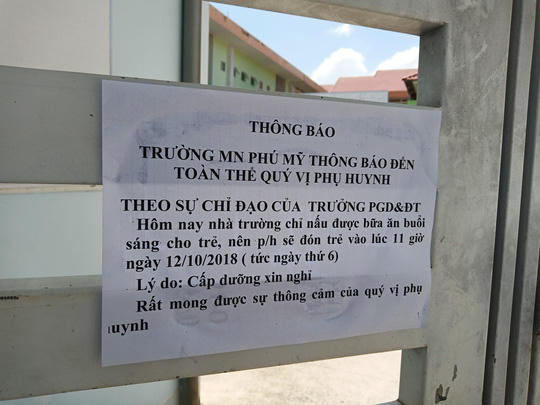 THÔNG BÁO
TRƯỜNG MN PHÚ MỸ THÔNG BÁO ĐẾN
TOÀN THỂ QUÝ VỊ PHỤ HUYNH
THEO SỰ CHỈ ĐẠO CỦA TRƯỞNG PGD&ĐT
Hôm nay nhà trường chỉ nấu được bữa ăn buổi
sáng cho trẻ, nên p/h sẽ đón trẻ vào lúc 11 giờ
ngày 12/10/2018 ( tức ngày thứ 6)
Lý do: Cấp dưỡng xin nghỉ
Rất mong được sự thông cảm của quý vị phụ
huynh